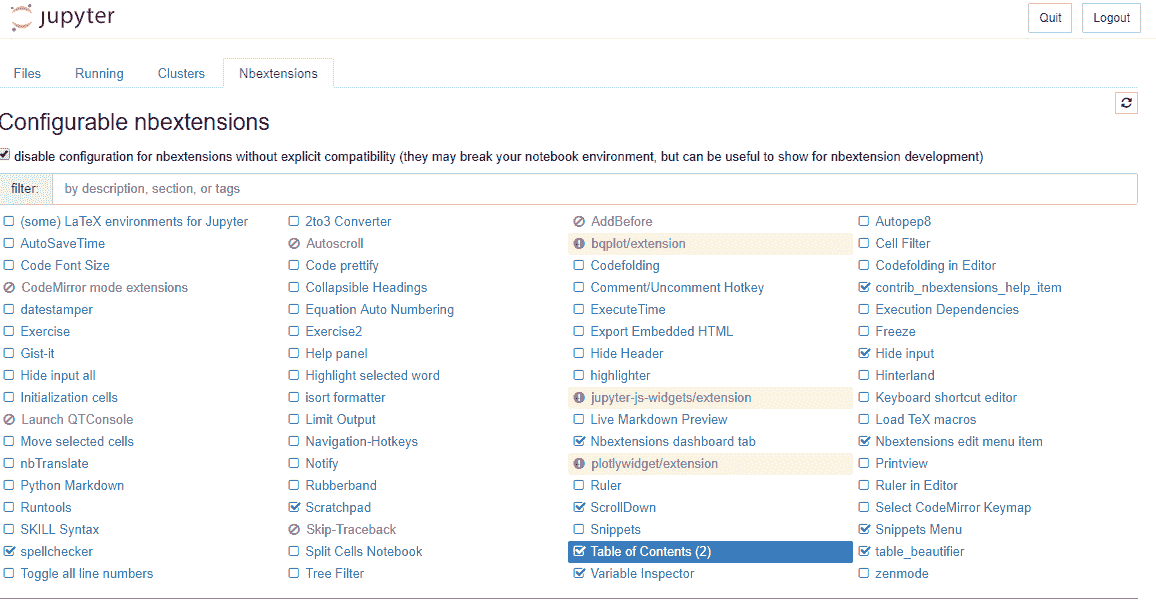 jupyter Quit Logout
Files Running Clusters Nbextensions
Configurable nbextensions
disable configuration for nbextensions without explicit compatibility (they may break your notebook environment, but can be useful to show for nbextension development)
filter: by description, section, or tags
(some) LaTeX environments for Jupyter 2to3 Converter AddBefore Autopep8
AutoSaveTime Autoscroll bqplot/extension Cell Filter
Code Font Size Code prettify Codefolding Codefolding in Editor
CodeMirror mode extensions Collapsible Headings Comment/Uncomment Hotkey contrib_nbextensions_help_item
datestamper Equation Auto Numbering ExecuteTime Execution Dependencies
Exercise Exercise2 Export Embedded HTML Freeze
Gist-it Help panel Hide Header Hide input
Hide input all Highlight selected word highlighter Hinterland
Initialization cells isort formatter jupyter-js-widgets/extension Keyboard shortcut editor
Launch QTConsole Limit Output Live Markdown Preview Load TeX macros
Move selected cells Navigation-Hotkeys Nbextensions dashboard tab Nbextensions edit menu item
nbTranslate Notify plotlywidget/extension Printview
Python Markdown Rubberband Ruler Ruler in Editor
Runtools Scratchpad ScrollDown Select CodeMirror Keymap
SKILL Syntax Skip-Traceback Snippets Snippets Menu
spellchecker Split Cells Notebook Table of Contents (2) table_beautifier
Toggle all line numbers Tree Filter Variable Inspector zenmode